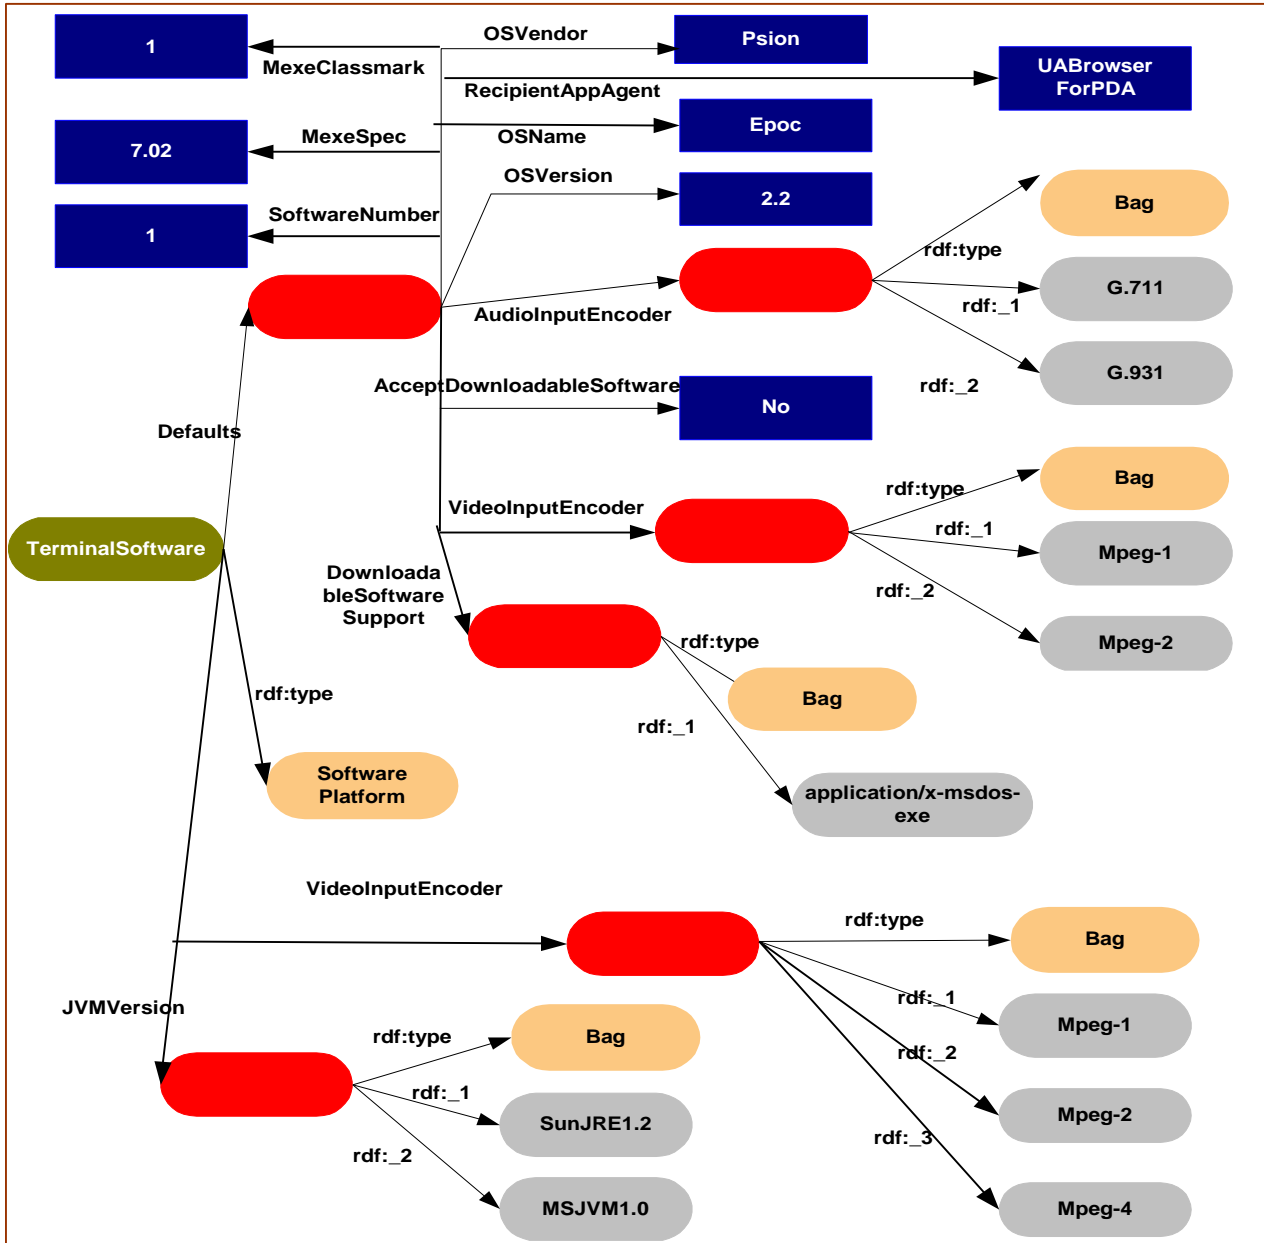 1
OSVendor
Psion
MexeClassmark
RecipientAppAgent
UABrowser
ForPDA
7.02
MexeSpec
OSName
Epoc
OSVersion
2.2
Bag
1
SoftwareNumber
rdf:type
AudioInputEncoder
G.711
rdf:_1
G.931
rdf:_2
AcceptDownloadableSoftware
No
Defaults
VideoInputEncoder
rdf:type
Bag
rdf:_1
Mpeg-1
rdf:_2
Mpeg-2
TerminalSoftware
Downloada
bleSoftware
Support
rdf:type
Bag
rdf:_1
application/x-msdos-
exe
rdf:type
Software
Platform
VideoInputEncoder
rdf:type
Bag
rdf:_1
Mpeg-1
rdf:_2
Mpeg-2
rdf:_3
Mpeg-4
JVMVersion
rdf:type
Bag
rdf:_1
SunJRE1.2
rdf:_2
MSJVM1.0